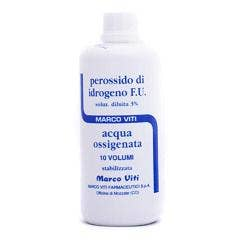 perossido di
idrogeno F.U.
soluz. diluita 3%
MARCO VITI
acqua
ossigenata
10 VOLUMI
stabilizzata
Marco Viti
MARCO VITI FARMACEUTICI S.p.A.
Officina di Mozzate (CO)